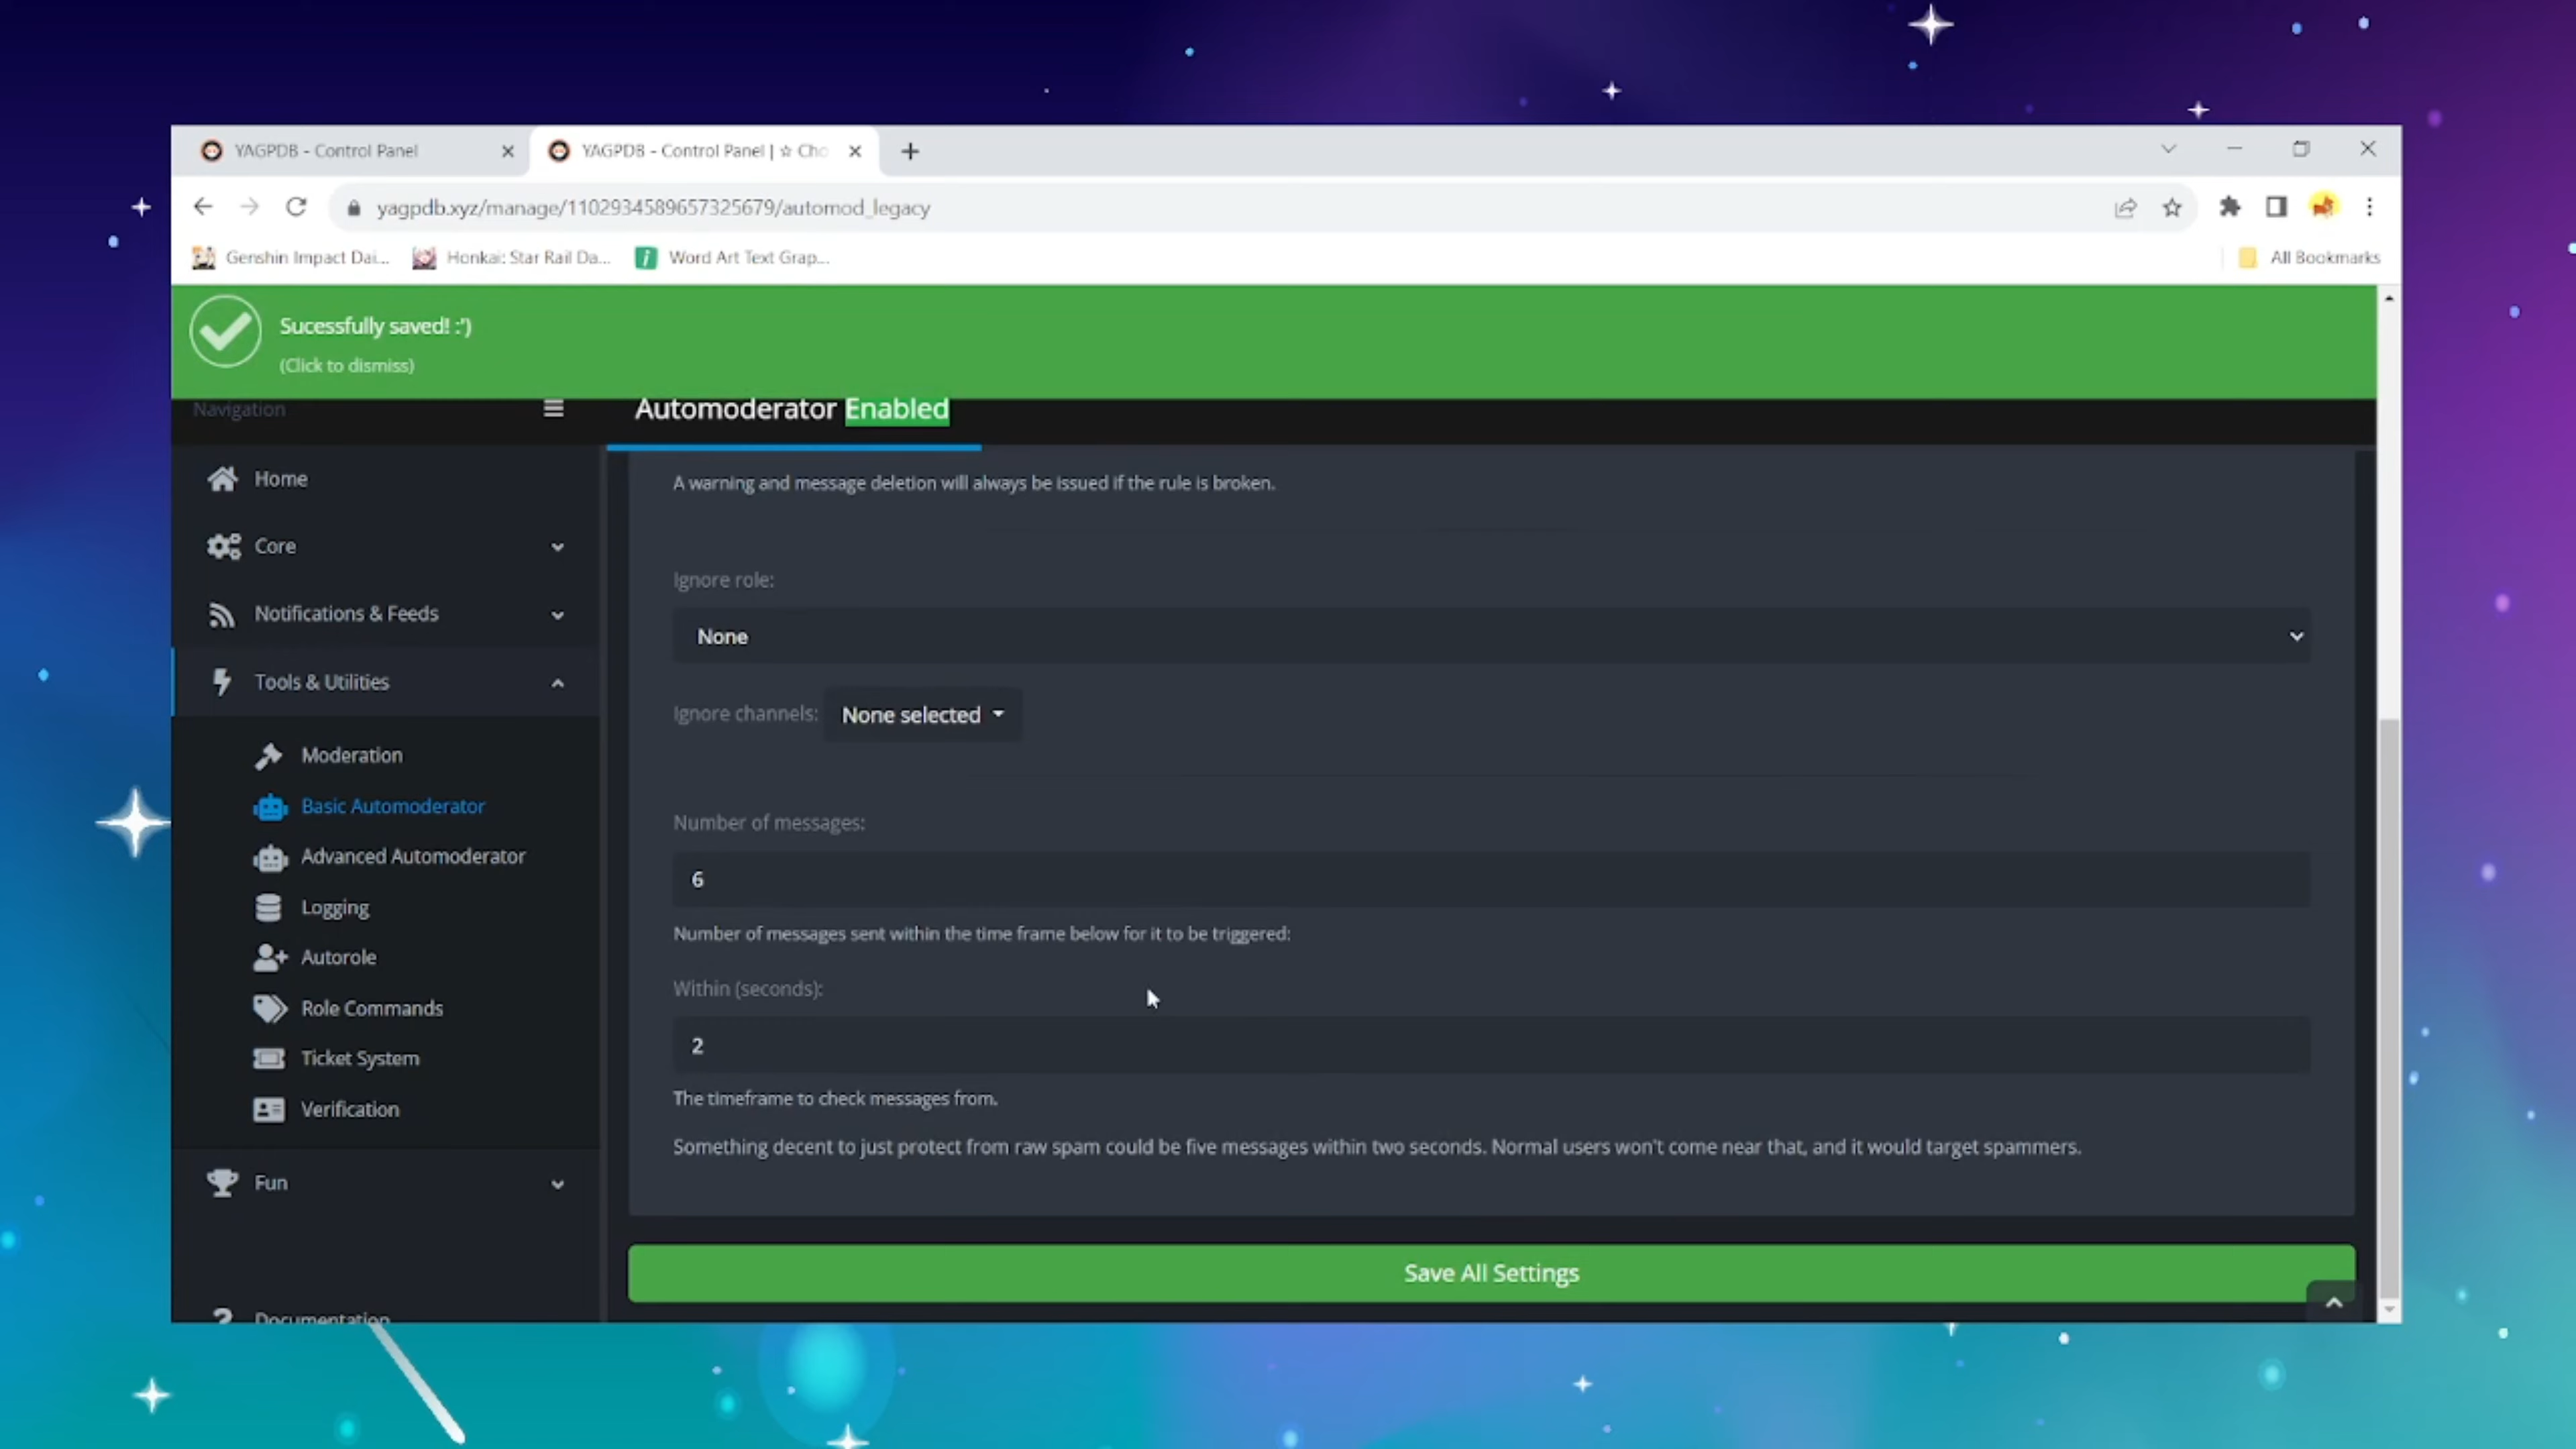 YAGPDB - Control Panel
YAGPDB - Control Panel | ☆ Cho
yagpdb.xyz/manage/1102934589657325679/automod_legacy
Genshin Impact Dai...
Honkai: Star Rail Da...
Word Art Text Grap...
All Bookmarks
Sucessfully saved! :')
(Click to dismiss)
Navigation
Automoderator Enabled
Home
Core
Notifications & Feeds
Tools & Utilities
Moderation
Basic Automoderator
Advanced Automoderator
Logging
Autorole
Role Commands
Ticket System
Verification
Fun
Documentation
A warning and message deletion will always be issued if the rule is broken.
Ignore role:
None
Ignore channels: None selected
Number of messages:
6
Number of messages sent within the time frame below for it to be triggered:
Within (seconds):
2
The timeframe to check messages from.
Something decent to just protect from raw spam could be five messages within two seconds. Normal users won't come near that, and it would target spammers.
Save All Settings